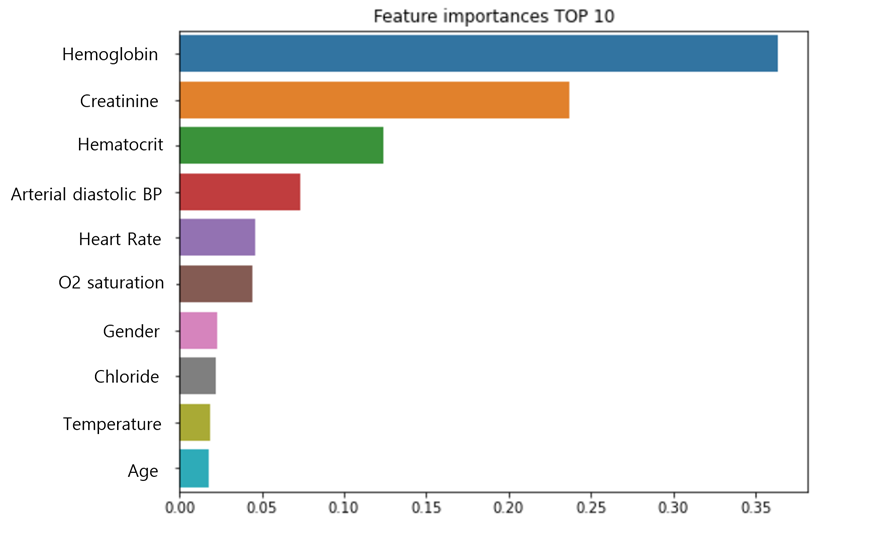 Feature importances TOP 10
Hemoglobin
Creatinine
Hematocrit
Arterial diastolic BP
Heart Rate
O2 saturation
Gender
Chloride
Temperature
Age
0.00 0.05 0.10 0.15 0.20 0.25 0.30 0.35